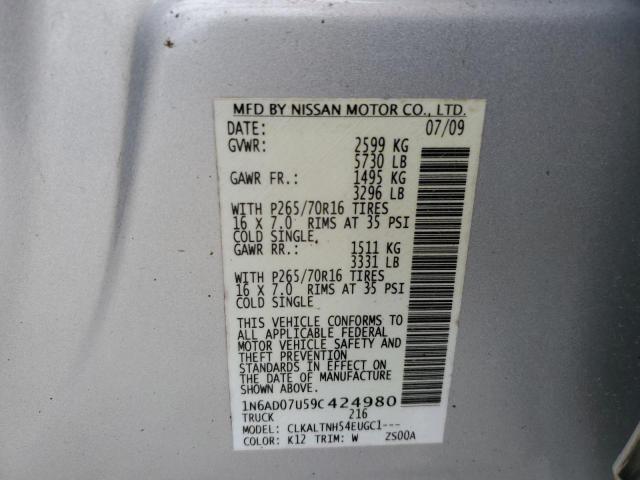 MFD BY NISSAN MOTOR CO., LTD.
DATE: 07/09
GVWR: 2599 KG
5730 LB
GAWR FR.: 1495 KG
3296 LB
WITH P265/70R16 TIRES
16 X 7.0 RIMS AT 35 PSI
COLD SINGLE.
GAWR RR.: 1511 KG
3331 LB
WITH P265/70R16 TIRES
16 X 7.0 RIMS AT 35 PSI
COLD SINGLE
THIS VEHICLE CONFORMS TO
ALL APPLICABLE FEDERAL
MOTOR VEHICLE SAFETY AND
THEFT PREVENTION
STANDARDS IN EFFECT ON
THE DATE OF MANUFACTURE
SHOWN ABOVE.
1N6AD07U59C424980
TRUCK 216
MODEL: CLKALTNH54EUGC1---
COLOR: K12 TRIM: W ZS00A